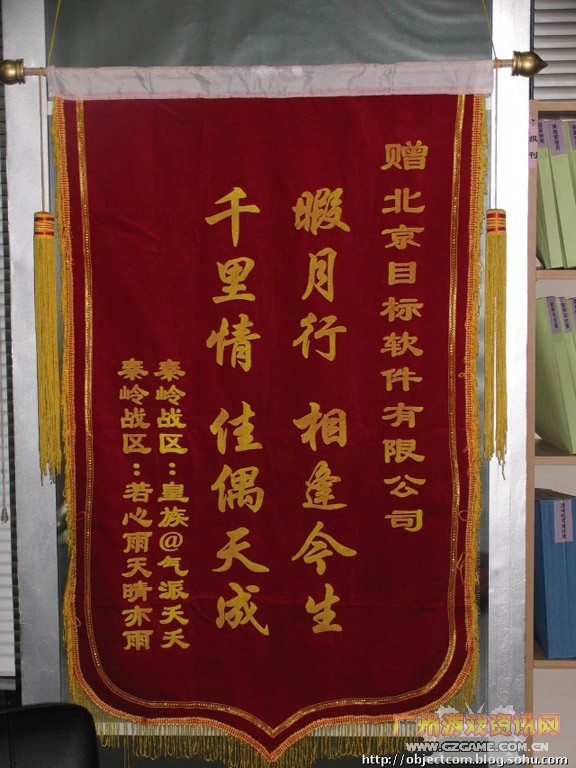 赠北京目标软件有限公司
暇月行 相逢今生
千里情 佳偶天成
秦岭战区：皇族@气派天天
秦岭战区：若心雨天晴亦雨
报刊
广州游戏资讯网
WWW.GZGAME.COM.CN
http://objectcom.blog.sohu.com